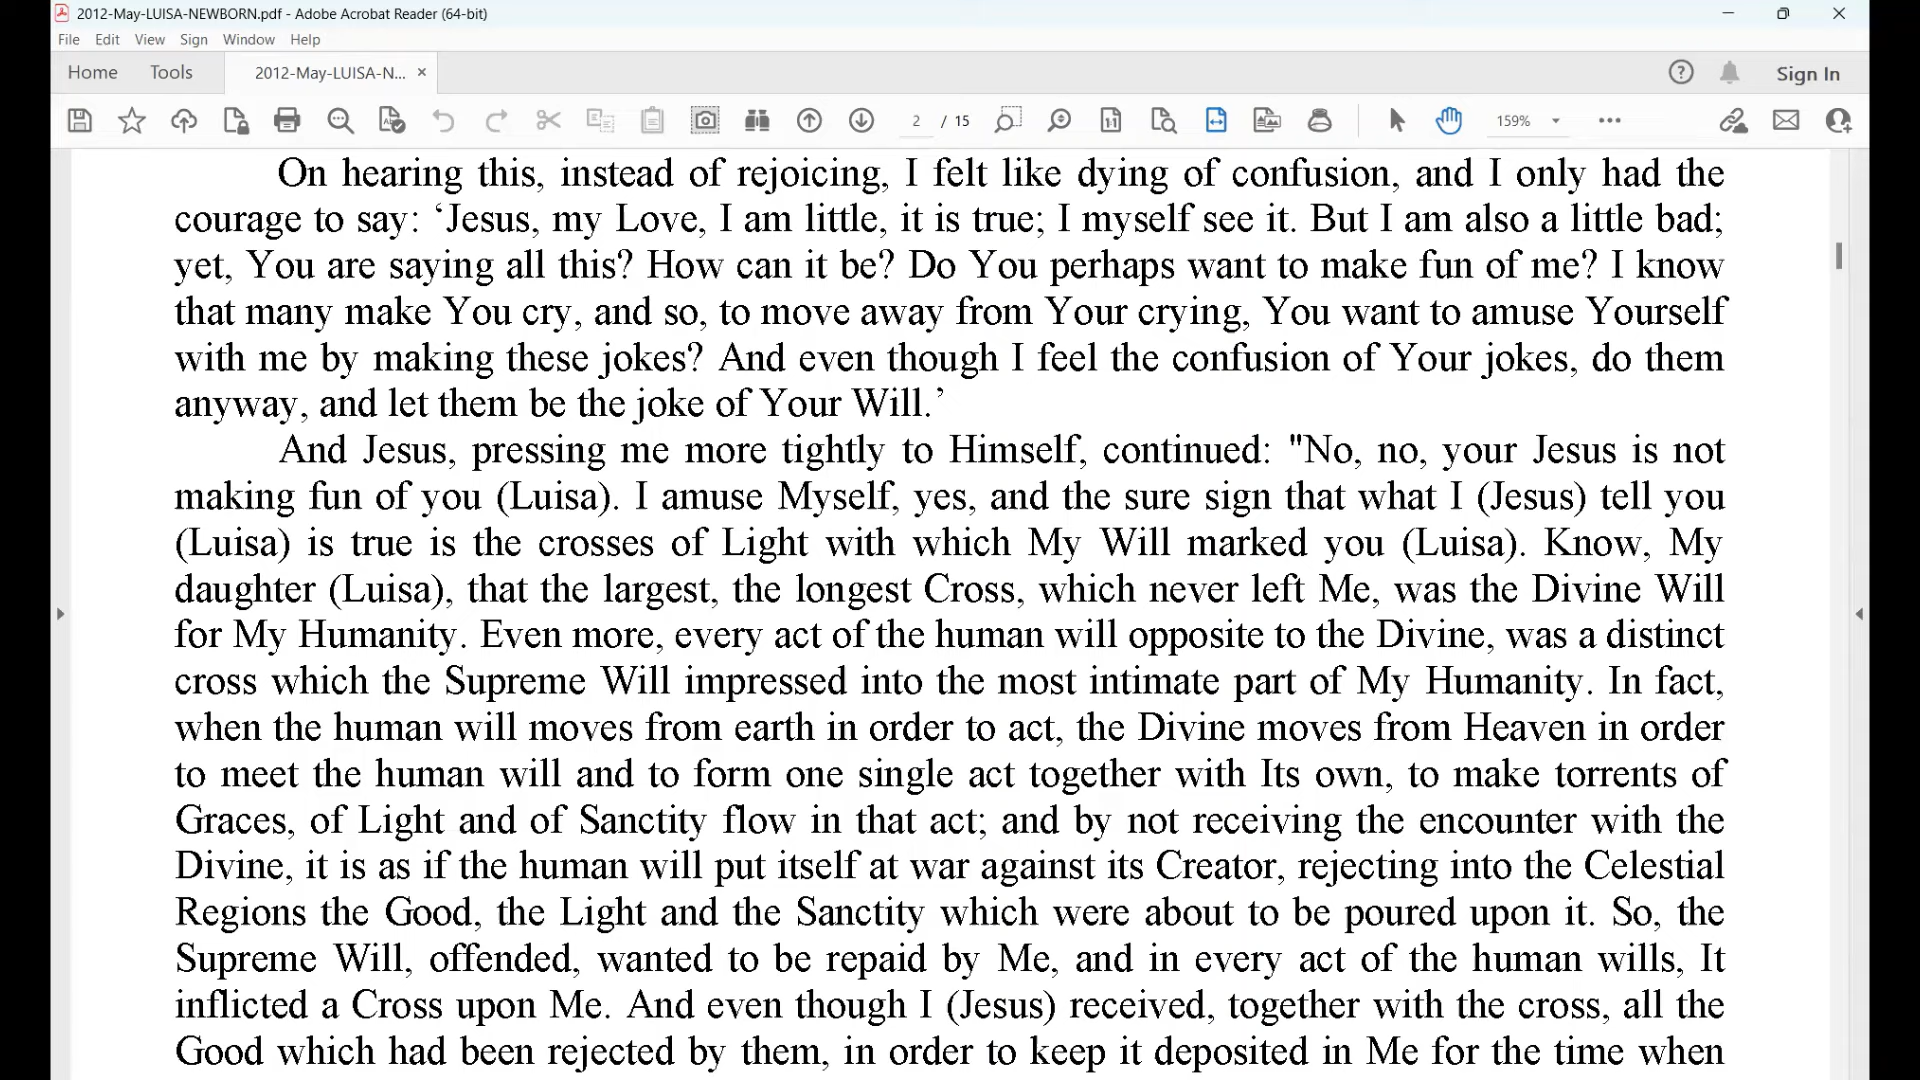 2012-May-LUISA-NEWBORN.pdf - Adobe Acrobat Reader (64-bit)
File Edit View Sign Window Help
Home Tools 2012-May-LUISA-N... × Sign In
2 / 15 159%
On hearing this, instead of rejoicing, I felt like dying of confusion, and I only had the
courage to say: ‘Jesus, my Love, I am little, it is true; I myself see it. But I am also a little bad;
yet, You are saying all this? How can it be? Do You perhaps want to make fun of me? I know
that many make You cry, and so, to move away from Your crying, You want to amuse Yourself
with me by making these jokes? And even though I feel the confusion of Your jokes, do them
anyway, and let them be the joke of Your Will.’
And Jesus, pressing me more tightly to Himself, continued: "No, no, your Jesus is not
making fun of you (Luisa). I amuse Myself, yes, and the sure sign that what I (Jesus) tell you
(Luisa) is true is the crosses of Light with which My Will marked you (Luisa). Know, My
daughter (Luisa), that the largest, the longest Cross, which never left Me, was the Divine Will
for My Humanity. Even more, every act of the human will opposite to the Divine, was a distinct
cross which the Supreme Will impressed into the most intimate part of My Humanity. In fact,
when the human will moves from earth in order to act, the Divine moves from Heaven in order
to meet the human will and to form one single act together with Its own, to make torrents of
Graces, of Light and of Sanctity flow in that act; and by not receiving the encounter with the
Divine, it is as if the human will put itself at war against its Creator, rejecting into the Celestial
Regions the Good, the Light and the Sanctity which were about to be poured upon it. So, the
Supreme Will, offended, wanted to be repaid by Me, and in every act of the human wills, It
inflicted a Cross upon Me. And even though I (Jesus) received, together with the cross, all the
Good which had been rejected by them, in order to keep it deposited in Me for the time when